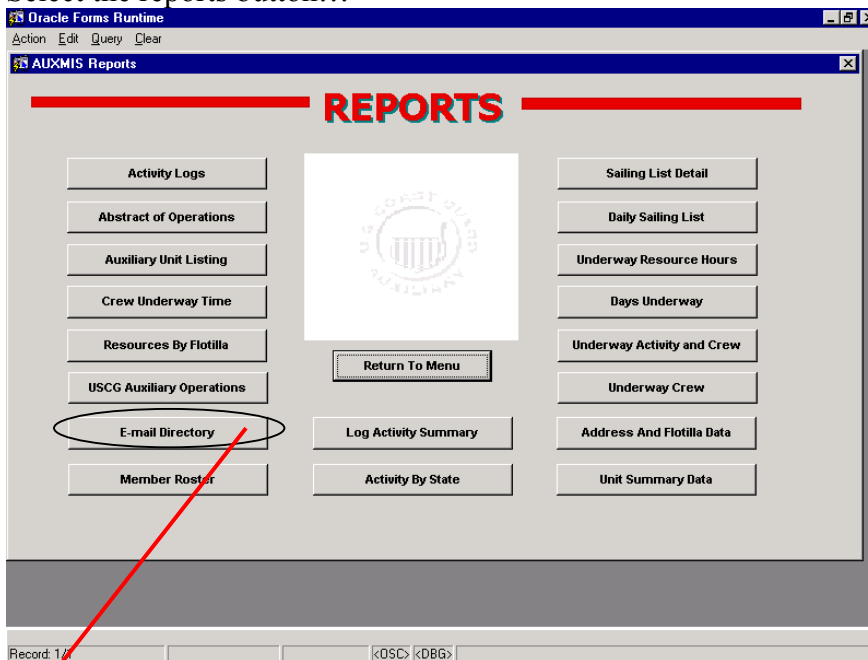 Select the reports button…
Oracle Forms Runtime
Action Edit Query Clear
AUXMIS Reports
REPORTS
Activity Logs
Abstract of Operations
Auxiliary Unit Listing
Crew Underway Time
Resources By Flotilla
USCG Auxiliary Operations
E-mail Directory
Member Roster
U S COAST GUARD
AUXILIARY
Return To Menu
Log Activity Summary
Activity By State
Sailing List Detail
Daily Sailing List
Underway Resource Hours
Days Underway
Underway Activity and Crew
Underway Crew
Address And Flotilla Data
Unit Summary Data
Record: 1/1 <OSC> <DBG>